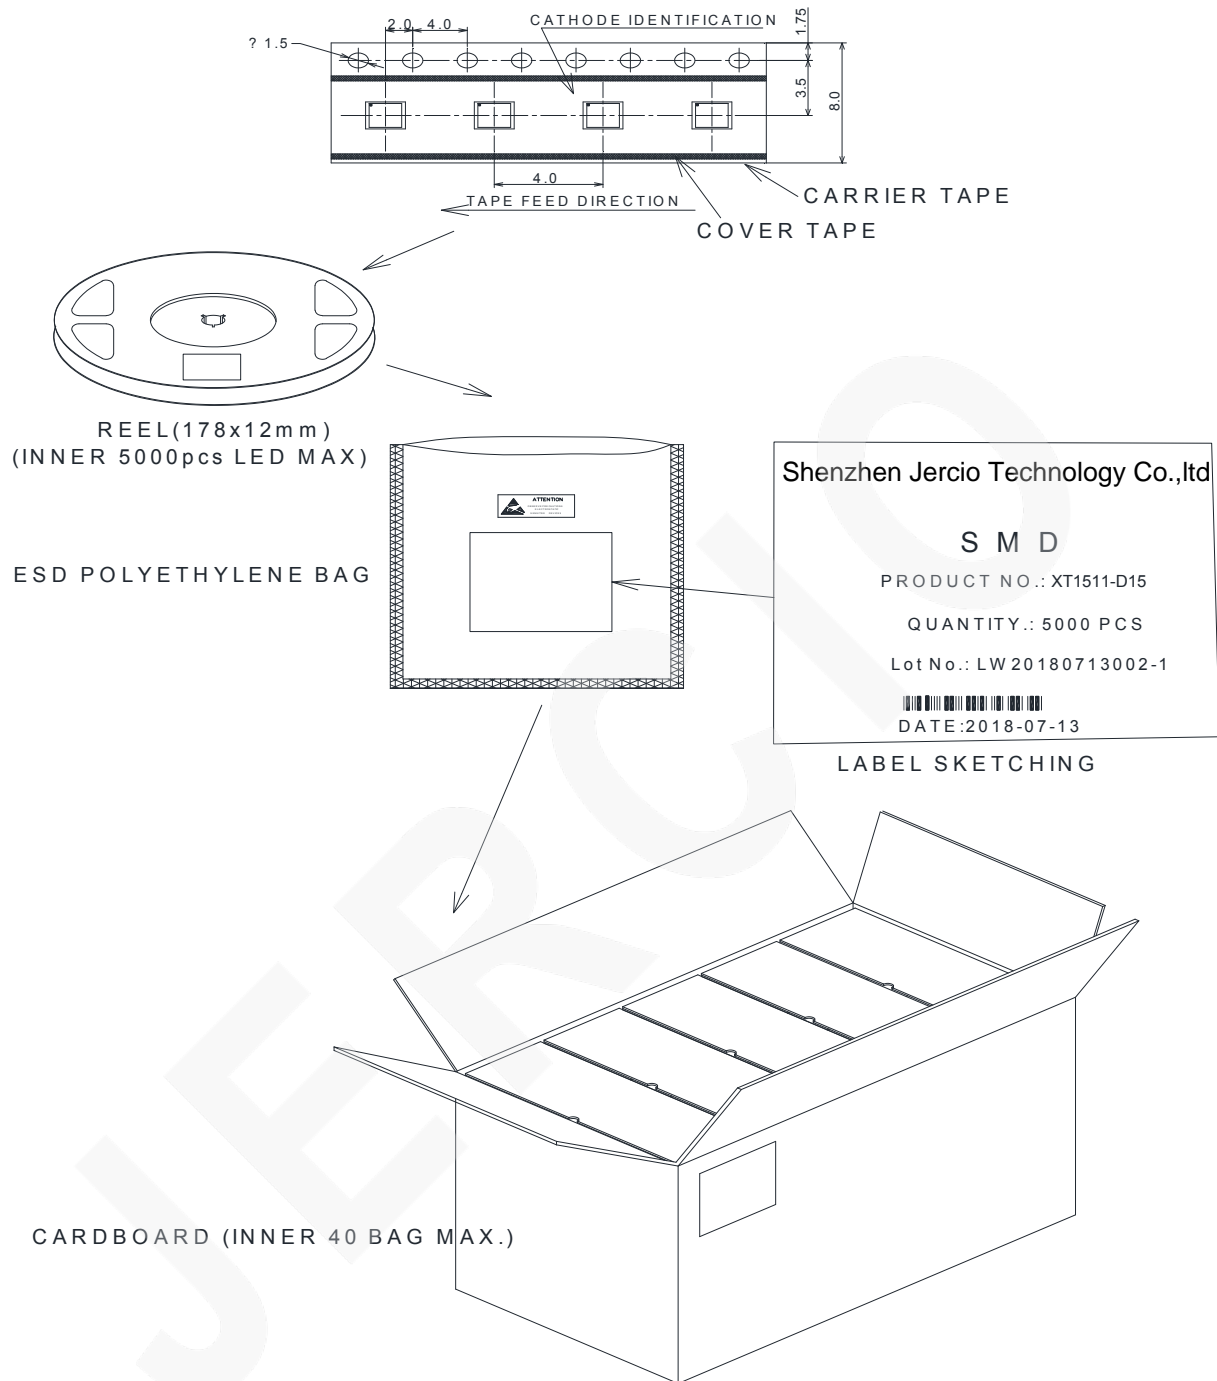 CATHODE IDENTIFICATION
2.0 4.0
? 1.5
1.75
3.5
8.0
4.0
TAPE FEED DIRECTION
CARRIER TAPE
COVER TAPE
REEL(178x12mm)
(INNER 5000pcs LED MAX)
ATTENTION
ESD POLYETHYLENE BAG
Shenzhen Jercio Technology Co.,ltd
SMD
PRODUCT NO.: XT1511-D15
QUANTITY.: 5000 PCS
Lot No.: LW20180713002-1
DATE:2018-07-13
LABEL SKETCHING
CARDBOARD (INNER 40 BAG MAX.)
JERCIO